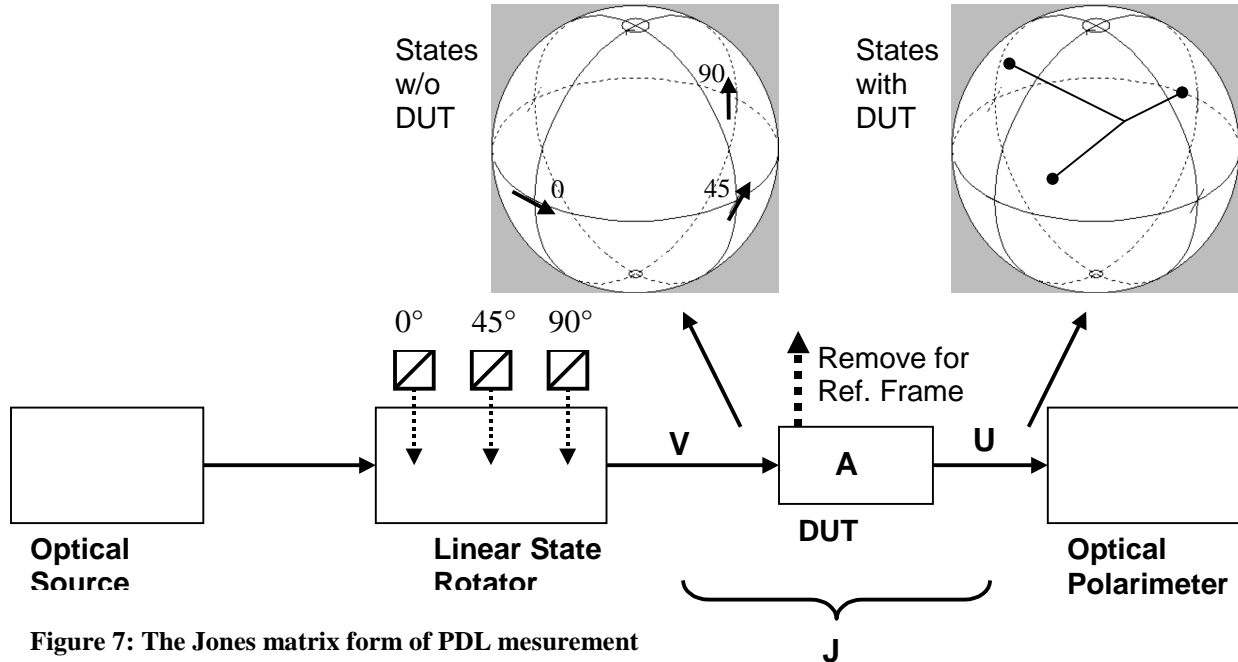 States
w/o
DUT
90
0
45
States
with
DUT
0° 45° 90°
Remove for
Ref. Frame
V
A
U
DUT
Optical
Source
Linear State
Rotator
Optical
Polarimeter
J
Figure 7: The Jones matrix form of PDL mesurement